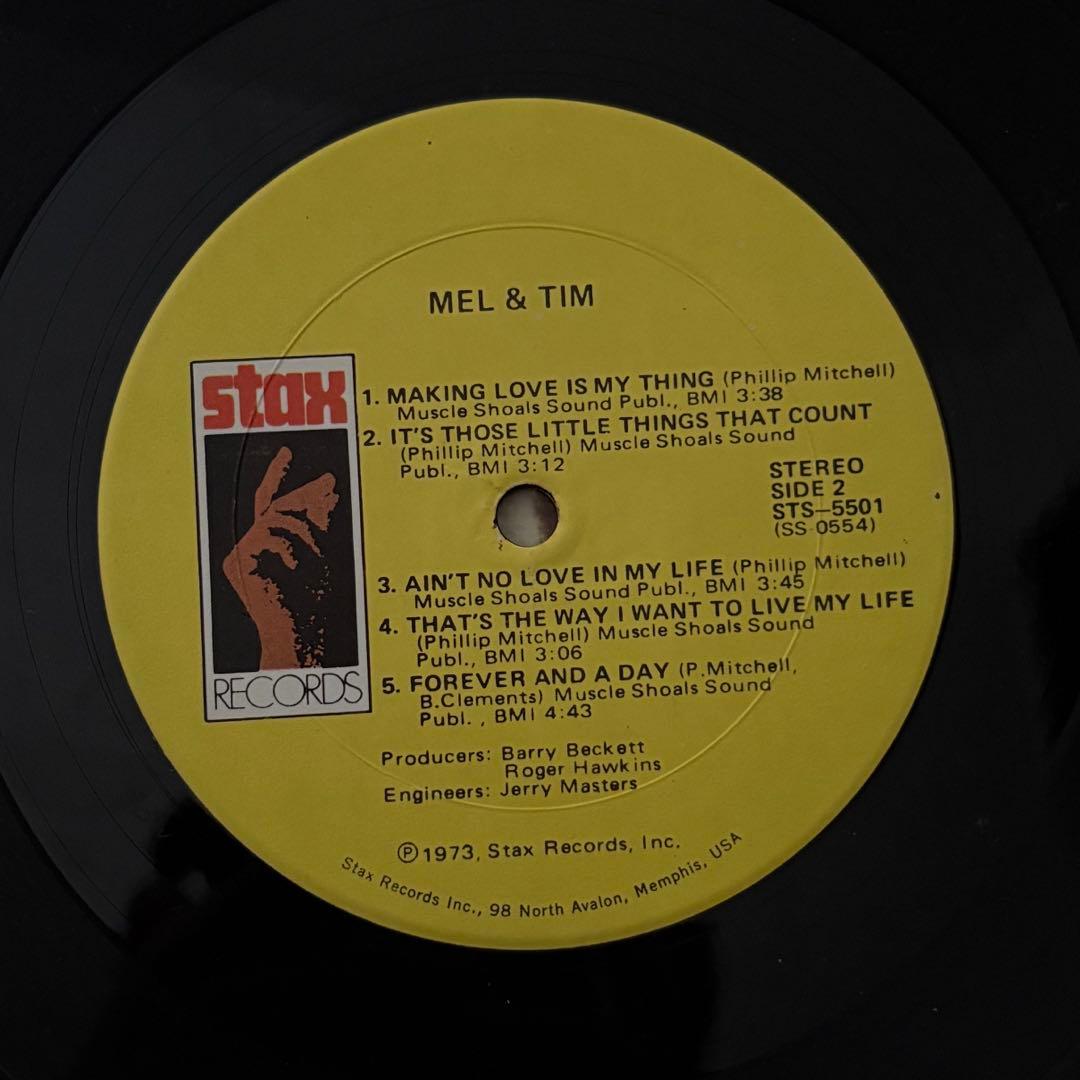 MEL & TIM
stax
RECORDS
1. MAKING LOVE IS MY THING (Phillip Mitchell)
Muscle Shoals Sound Publ., BMI 3:38
2. IT'S THOSE LITTLE THINGS THAT COUNT
(Phillip Mitchell) Muscle Shoals Sound
Publ., BMI 3:12
STEREO
SIDE 2
STS-5501
(SS-0554)
3. AIN'T NO LOVE IN MY LIFE (Phillip Mitchell)
Muscle Shoals Sound Publ., BMI 3:45
4. THAT'S THE WAY I WANT TO LIVE MY LIFE
(Phillip Mitchell) Muscle Shoals Sound
Publ., BMI 3:06
5. FOREVER AND A DAY (P.Mitchell,
B.Clements) Muscle Shoals Sound
Publ. , BMI 4:43
Producers: Barry Beckett
Roger Hawkins
Engineers: Jerry Masters
Ⓟ1973, Stax Records, Inc.
Stax Records Inc., 98 North Avalon, Memphis, USA